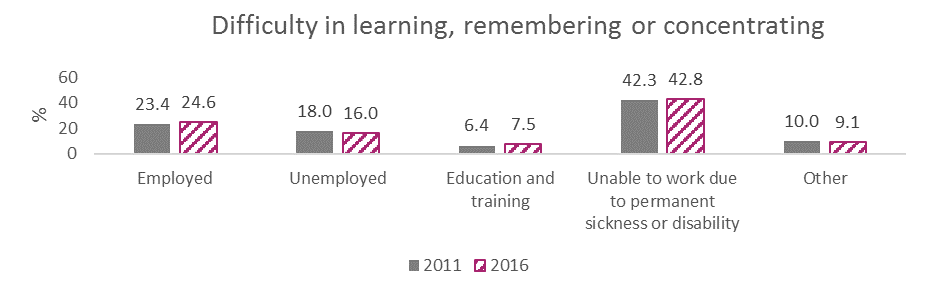 Difficulty in learning, remembering or concentrating
%
60
40
20
0
23.4 24.6
18.0 16.0
6.4 7.5
42.3 42.8
10.0 9.1
Employed
Unemployed
Education and
training
Unable to work due
to permanent
sickness or disability
Other
2011 2016